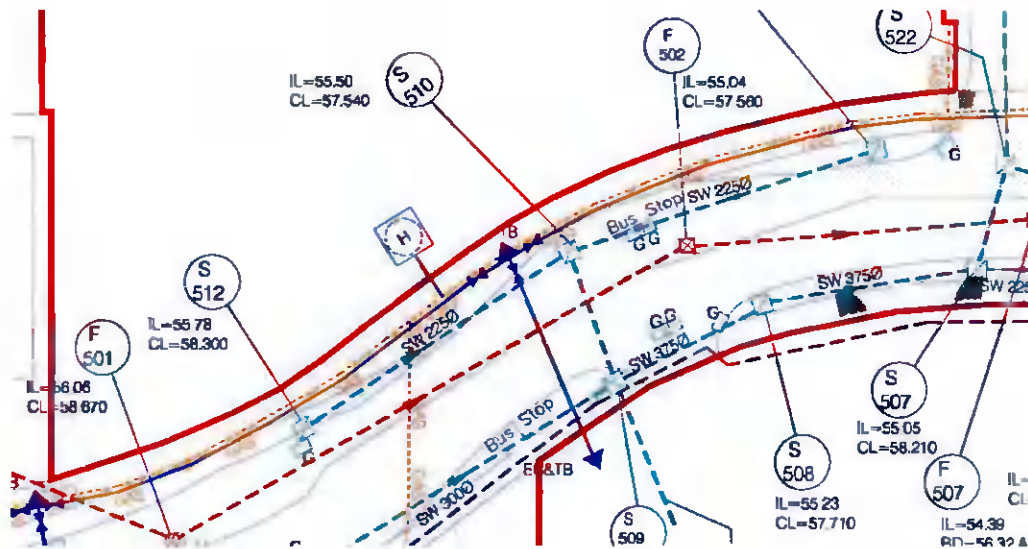 S
522
F
502
IL=55.50
CL=57.540
S
510
IL=55.04
CL=57.560
G
Bus Stop
SW 225Ø
TB
G G
H
S
512
SW 375Ø
SW 225Ø
G G
G
IL=55.78
CL=58.300
F
501
SW 375Ø
S
507
IL=56.06
CL=58.670
IL=55.05
CL=58.210
Bus Stop
G
S
508
F
507
SW 300Ø
IL=55.23
CL=57.710
S
509
IL=54.39
G